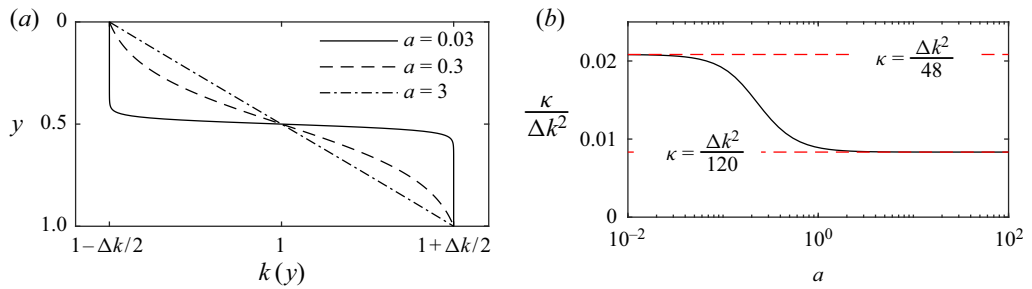 (a)
0
0.5
1.0
y
a = 0.03
a = 0.3
a = 3
1 – Δk/2
1
1 + Δk/2
k (y)
(b)
0.02
0.01
0
κ/Δk²
κ = Δk²/48
κ = Δk²/120
10⁻²
10⁰
10²
a